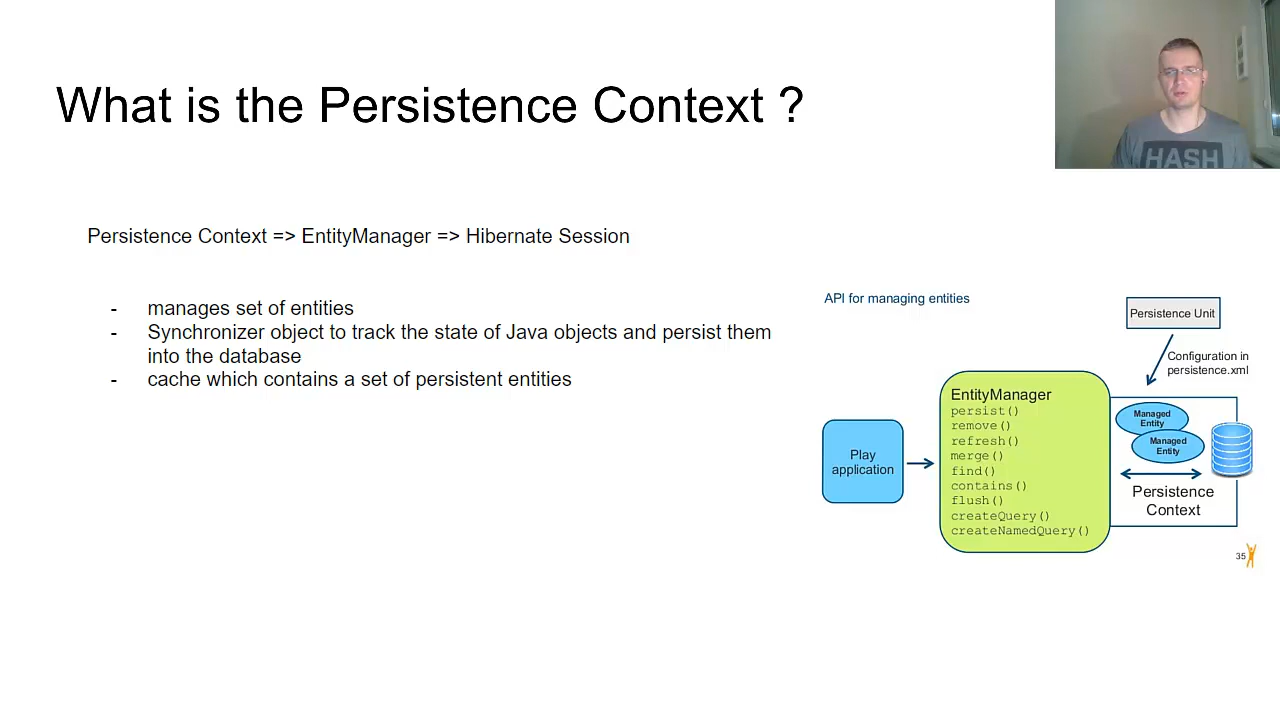 What is the Persistence Context ?
HASH
Persistence Context => EntityManager => Hibernate Session
- manages set of entities
- Synchronizer object to track the state of Java objects and persist them
into the database
- cache which contains a set of persistent entities
API for managing entities
Persistence Unit
Configuration in
persistence.xml
EntityManager
persist()
remove()
refresh()
merge()
find()
contains()
flush()
createQuery()
createNamedQuery()
Play
application
Managed
Entity
Managed
Entity
Persistence
Context
35